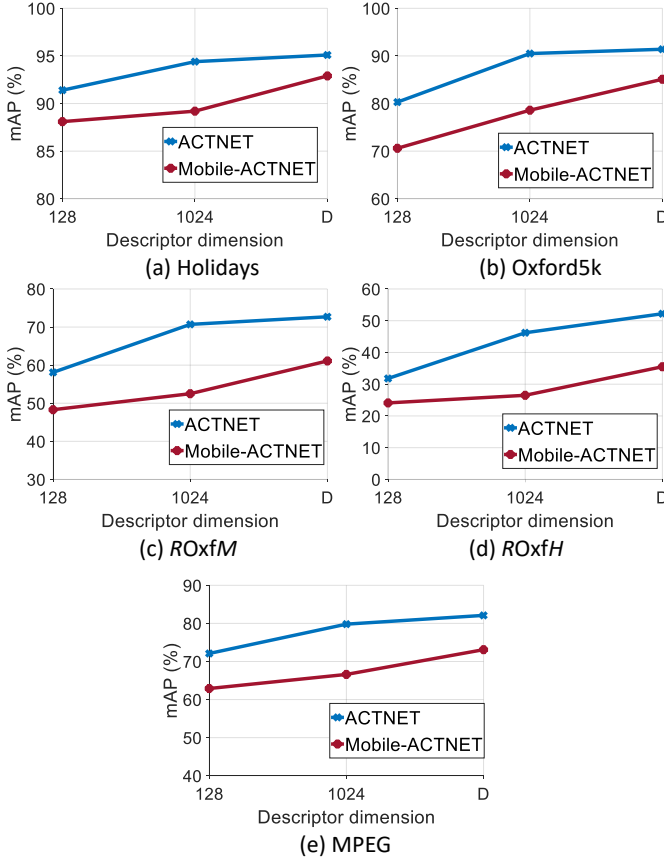 100
95
90
85
80
mAP (%)
ACTNET
Mobile-ACTNET
128 1024 D
Descriptor dimension
(a) Holidays
100
90
80
70
60
mAP (%)
ACTNET
Mobile-ACTNET
128 1024 D
Descriptor dimension
(b) Oxford5k
80
70
60
50
40
30
mAP (%)
ACTNET
Mobile-ACTNET
128 1024 D
Descriptor dimension
(c) ROxfM
60
50
40
30
20
10
0
mAP (%)
ACTNET
Mobile-ACTNET
128 1024 D
Descriptor dimension
(d) ROxfH
90
80
70
60
50
40
mAP (%)
ACTNET
Mobile-ACTNET
128 1024 D
Descriptor dimension
(e) MPEG